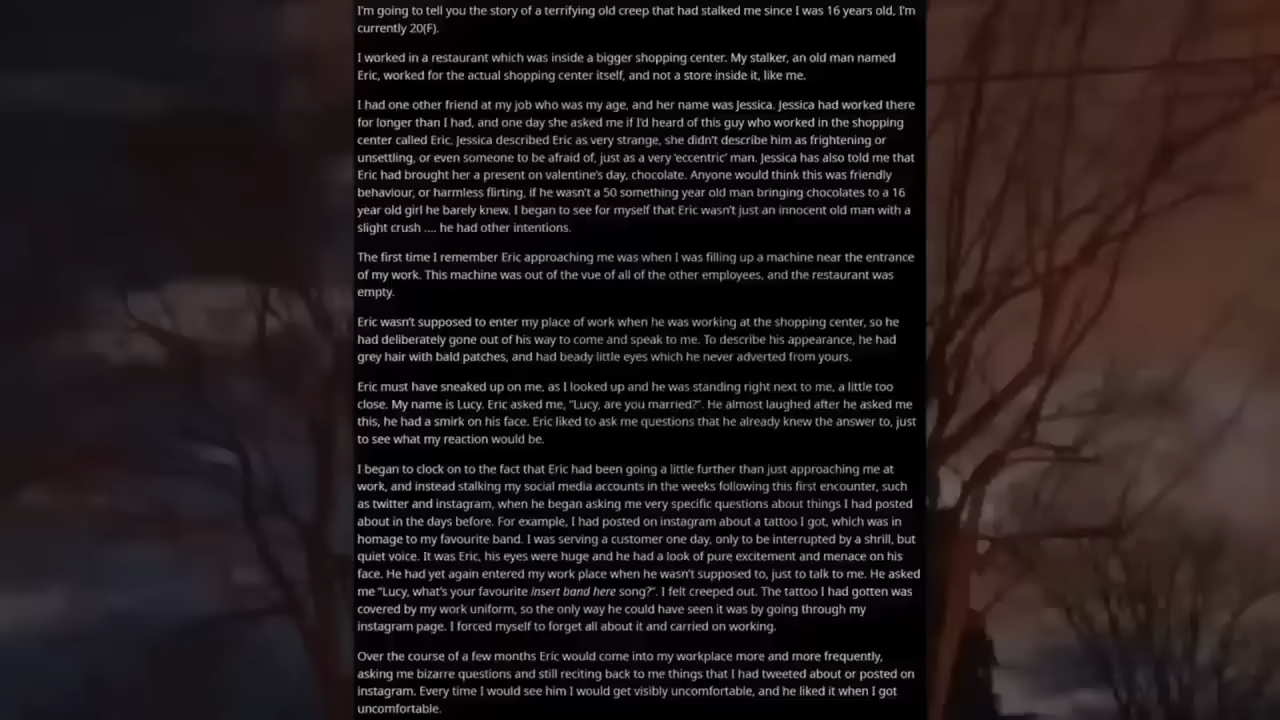 I'm going to tell you the story of a terrifying old creep that had stalked me since I was 16 years old, I'm
currently 20(F).
I worked in a restaurant which was inside a bigger shopping center. My stalker, an old man named
Eric, worked for the actual shopping center itself, and not a store inside it, like me.
I had one other friend at my job who was my age, and her name was Jessica. Jessica had worked there
for longer than I had, and one day she asked me if I'd heard of this guy who worked in the shopping
center called Eric. Jessica described Eric as very strange, she didn't describe him as frightening or
unsettling, or even someone to be afraid of, just as a very 'eccentric' man. Jessica has also told me that
Eric had brought her a present on valentine's day, chocolate. Anyone would think this was friendly
behaviour, or harmless flirting, if he wasn't a 50 something year old man bringing chocolates to a 16
year old girl he barely knew. I began to see for myself that Eric wasn't just an innocent old man with a
slight crush .... he had other intentions.
The first time I remember Eric approaching me was when I was filling up a machine near the entrance
of my work. This machine was out of the vue of all of the other employees, and the restaurant was
empty.
Eric wasn't supposed to enter my place of work when he was working at the shopping center, so he
had deliberately gone out of his way to come and speak to me. To describe his appearance, he had
grey hair with bald patches, and had beady little eyes which he never adverted from yours.
Eric must have sneaked up on me, as I looked up and he was standing right next to me, a little too
close. My name is Lucy. Eric asked me, "Lucy, are you married?". He almost laughed after he asked me
this, he had a smirk on his face. Eric liked to ask me questions that he already knew the answer to, just
to see what my reaction would be.
I began to clock on to the fact that Eric had been going a little further than just approaching me at
work, and instead stalking my social media accounts in the weeks following this first encounter, such
as twitter and instagram, when he began asking me very specific questions about things I had posted
about in the days before. For example, I had posted on instagram about a tattoo I got, which was in
homage to my favourite band. I was serving a customer one day, only to be interrupted by a shrill, but
quiet voice. It was Eric, his eyes were huge and he had a look of pure excitement and menace on his
face. He had yet again entered my work place when he wasn't supposed to, just to talk to me. He asked
me "Lucy, what's your favourite insert band here song?". I felt creeped out. The tattoo I had gotten was
covered by my work uniform, so the only way he could have seen it was by going through my
instagram page. I forced myself to forget all about it and carried on working.
Over the course of a few months Eric would come into my workplace more and more frequently,
asking me bizarre questions and still reciting back to me things that I had tweeted about or posted on
instagram. Every time I would see him I would get visibly uncomfortable, and he liked it when I got
uncomfortable.